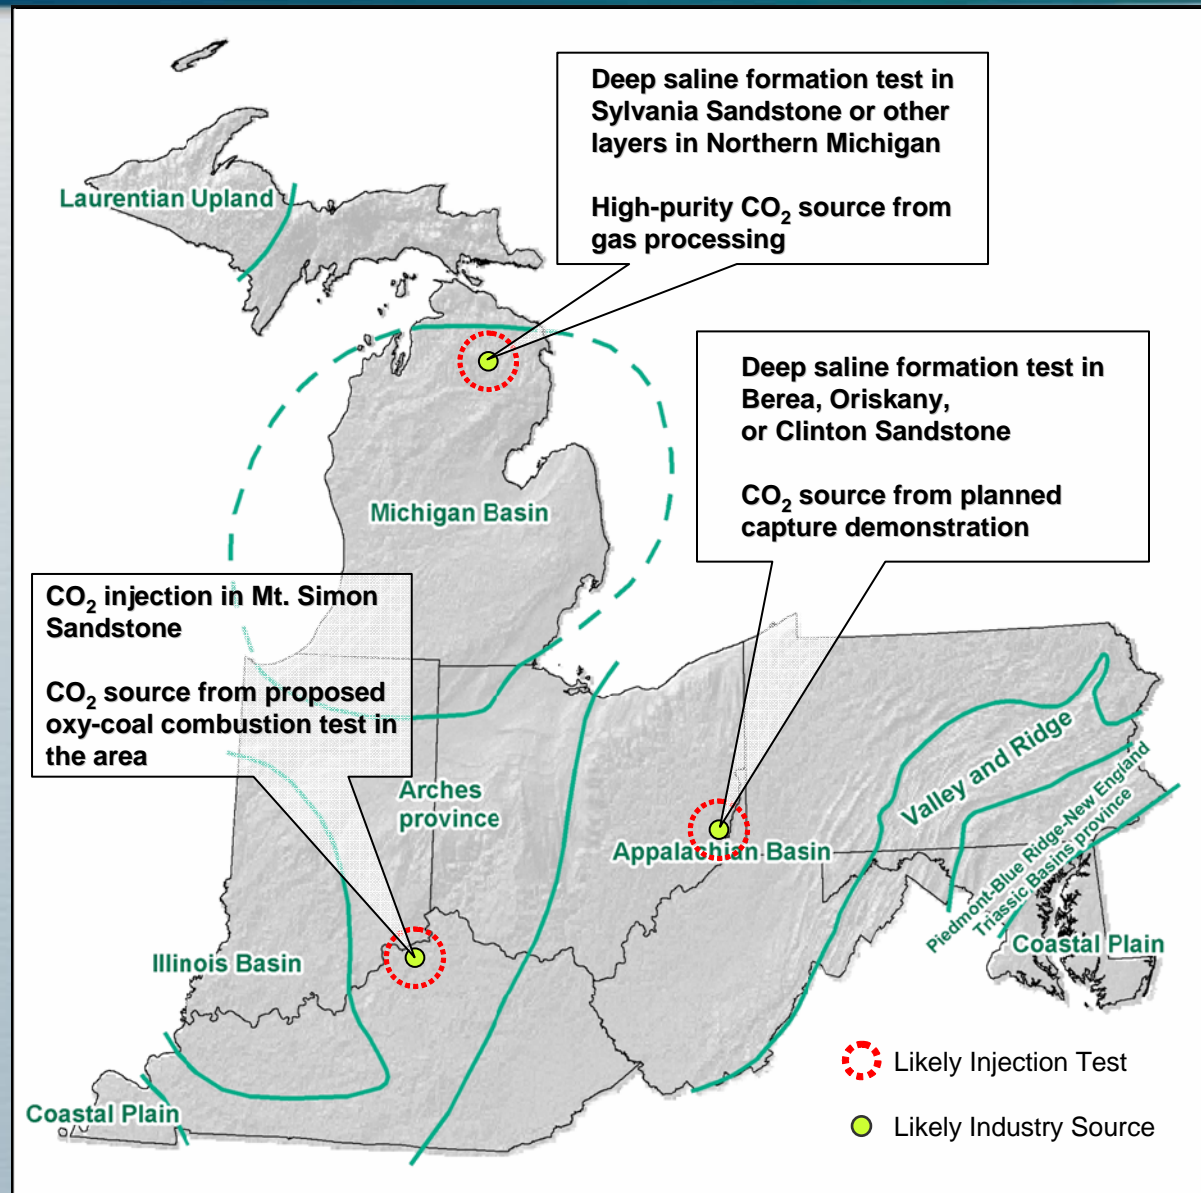 Deep saline formation test in
Sylvania Sandstone or other
layers in Northern Michigan
High-purity CO₂ source from
gas processing
Laurentian Upland
Deep saline formation test in
Berea, Oriskany,
or Clinton Sandstone
CO₂ source from planned
capture demonstration
Michigan Basin
CO₂ injection in Mt. Simon
Sandstone
CO₂ source from proposed
oxy-coal combustion test in
the area
Arches
province
Valley and Ridge
Appalachian Basin
Piedmont-Blue Ridge-New England
Triassic Basins province
Coastal Plain
Illinois Basin
Coastal Plain
Likely Injection Test
Likely Industry Source